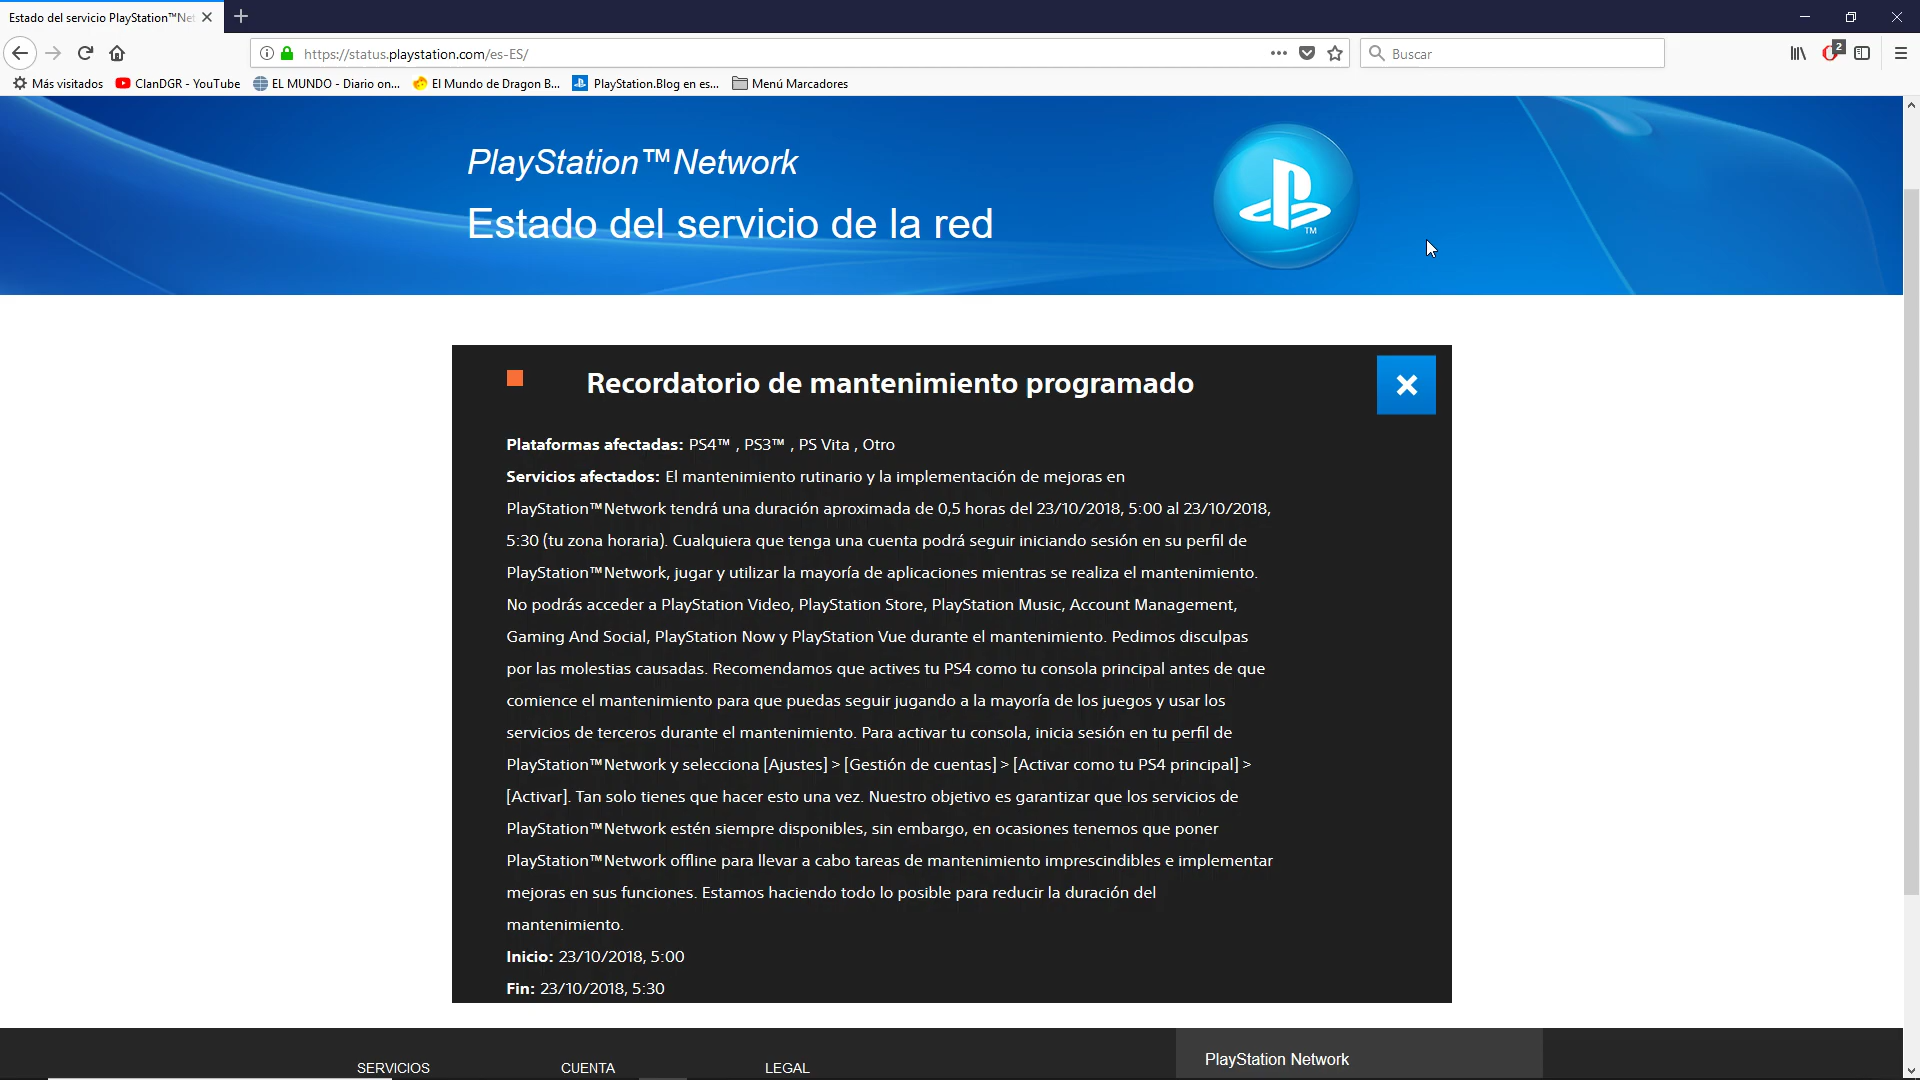 Estado del servicio PlayStation™Net
https://status.playstation.com/es-ES/
Buscar
2
Más visitados
ClanDGR - YouTube
EL MUNDO - Diario on...
El Mundo de Dragon B...
PlayStation.Blog en es...
Menú Marcadores
PlayStation™Network
Estado del servicio de la red
TM
Recordatorio de mantenimiento programado
Plataformas afectadas: PS4™ , PS3™ , PS Vita , Otro
Servicios afectados: El mantenimiento rutinario y la implementación de mejoras en
PlayStation™Network tendrá una duración aproximada de 0,5 horas del 23/10/2018, 5:00 al 23/10/2018,
5:30 (tu zona horaria). Cualquiera que tenga una cuenta podrá seguir iniciando sesión en su perfil de
PlayStation™Network, jugar y utilizar la mayoría de aplicaciones mientras se realiza el mantenimiento.
No podrás acceder a PlayStation Video, PlayStation Store, PlayStation Music, Account Management,
Gaming And Social, PlayStation Now y PlayStation Vue durante el mantenimiento. Pedimos disculpas
por las molestias causadas. Recomendamos que actives tu PS4 como tu consola principal antes de que
comience el mantenimiento para que puedas seguir jugando a la mayoría de los juegos y usar los
servicios de terceros durante el mantenimiento. Para activar tu consola, inicia sesión en tu perfil de
PlayStation™Network y selecciona [Ajustes] > [Gestión de cuentas] > [Activar como tu PS4 principal] >
[Activar]. Tan solo tienes que hacer esto una vez. Nuestro objetivo es garantizar que los servicios de
PlayStation™Network estén siempre disponibles, sin embargo, en ocasiones tenemos que poner
PlayStation™Network offline para llevar a cabo tareas de mantenimiento imprescindibles e implementar
mejoras en sus funciones. Estamos haciendo todo lo posible para reducir la duración del
mantenimiento.
Inicio: 23/10/2018, 5:00
Fin: 23/10/2018, 5:30
SERVICIOS
CUENTA
LEGAL
PlayStation Network